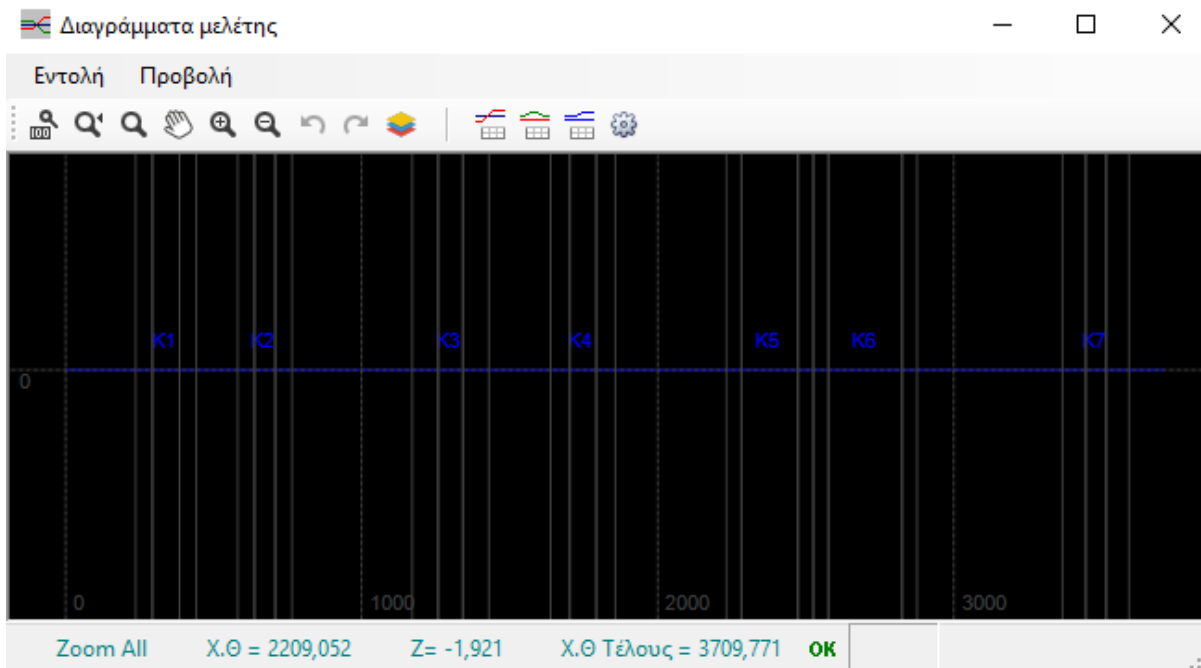 Διαγράμματα μελέτης
Εντολή Προβολή
100
K1 K2 K3 K4 K5 K6 K7
0
0 1000 2000 3000
Zoom All Χ.Θ = 2209,052 Z= -1,921 Χ.Θ Τέλους = 3709,771 OK